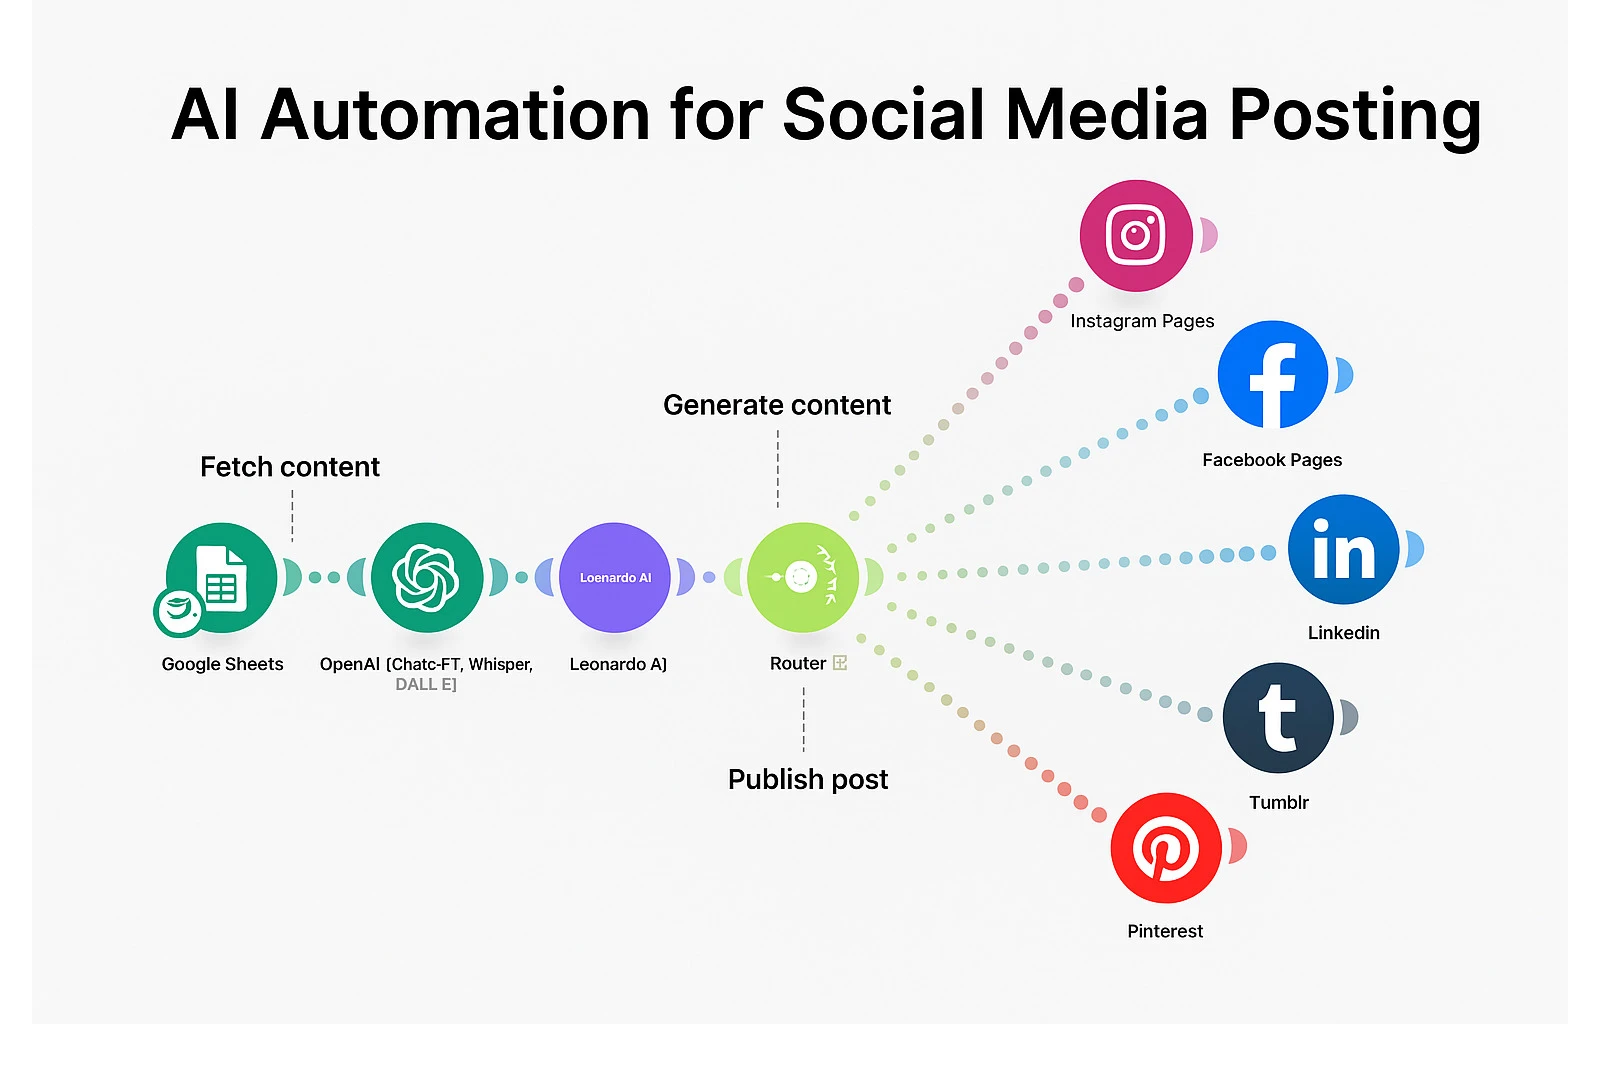 AI Automation for Social Media Posting
Instagram Pages
Facebook Pages
Generate content
Fetch content
in
Loenardo AI
Linkedin
Google Sheets
OpenAI [Chatc-FT, Whisper,
DALL E]
Leonardo A]
Router
Publish post
t
Tumblr
Pinterest